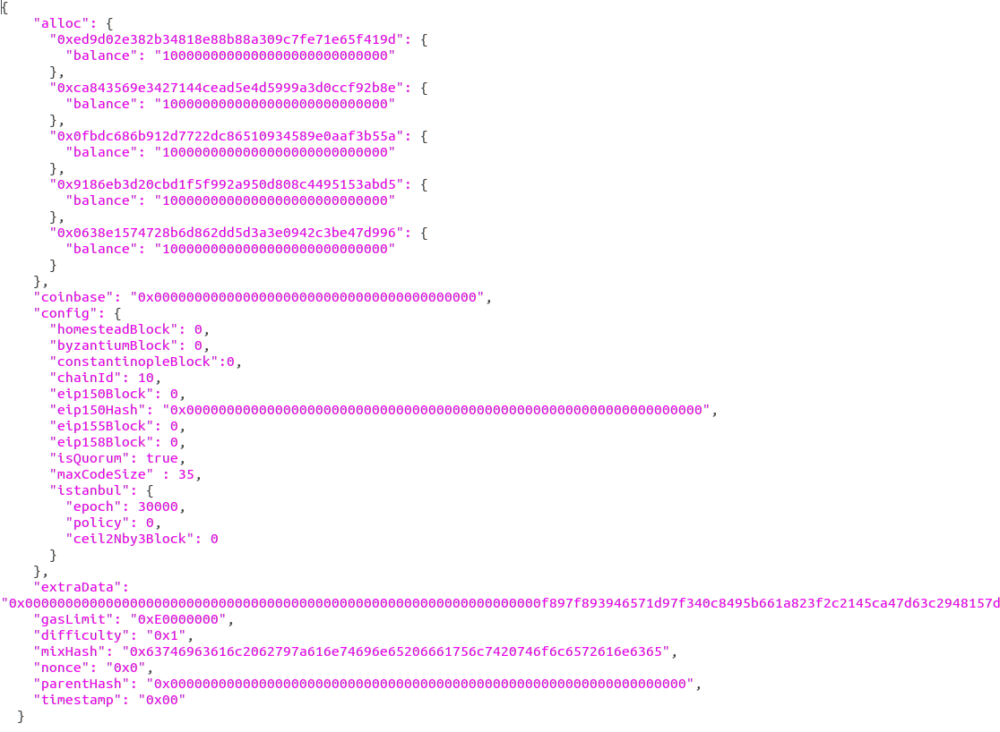 {
"alloc": {
"0xed9d02e382b34818e88b88a309c7fe71e65f419d": {
"balance": "1000000000000000000000000000"
},
"0xca843569e3427144cead5e4d5999a3d0ccf92b8e": {
"balance": "1000000000000000000000000000"
},
"0x0fbdc686b912d7722dc86510934589e0aaf3b55a": {
"balance": "1000000000000000000000000000"
},
"0x9186eb3d20cbd1f5f992a950d808c4495153abd5": {
"balance": "1000000000000000000000000000"
},
"0x0638e1574728b6d862dd5d3a3e0942c3be47d996": {
"balance": "1000000000000000000000000000"
}
},
"coinbase": "0x0000000000000000000000000000000000000000",
"config": {
"homesteadBlock": 0,
"byzantiumBlock": 0,
"constantinopleBlock":0,
"chainId": 10,
"eip150Block": 0,
"eip150Hash": "0x0000000000000000000000000000000000000000000000000000000000000000",
"eip155Block": 0,
"eip158Block": 0,
"isQuorum": true,
"maxCodeSize" : 35,
"istanbul": {
"epoch": 30000,
"policy": 0,
"ceil2Nby3Block": 0
}
},
"extraData":
"0x0000000000000000000000000000000000000000000000000000000000000000f897f893946571d97f340c8495b661a823f2c2145ca47d63c2948157d
"gasLimit": "0xE0000000",
"difficulty": "0x1",
"mixHash": "0x63746963616c2062797a616e74696e65206661756c7420746f6c6572616e6365",
"nonce": "0x0",
"parentHash": "0x0000000000000000000000000000000000000000000000000000000000000000",
"timestamp": "0x00"
}